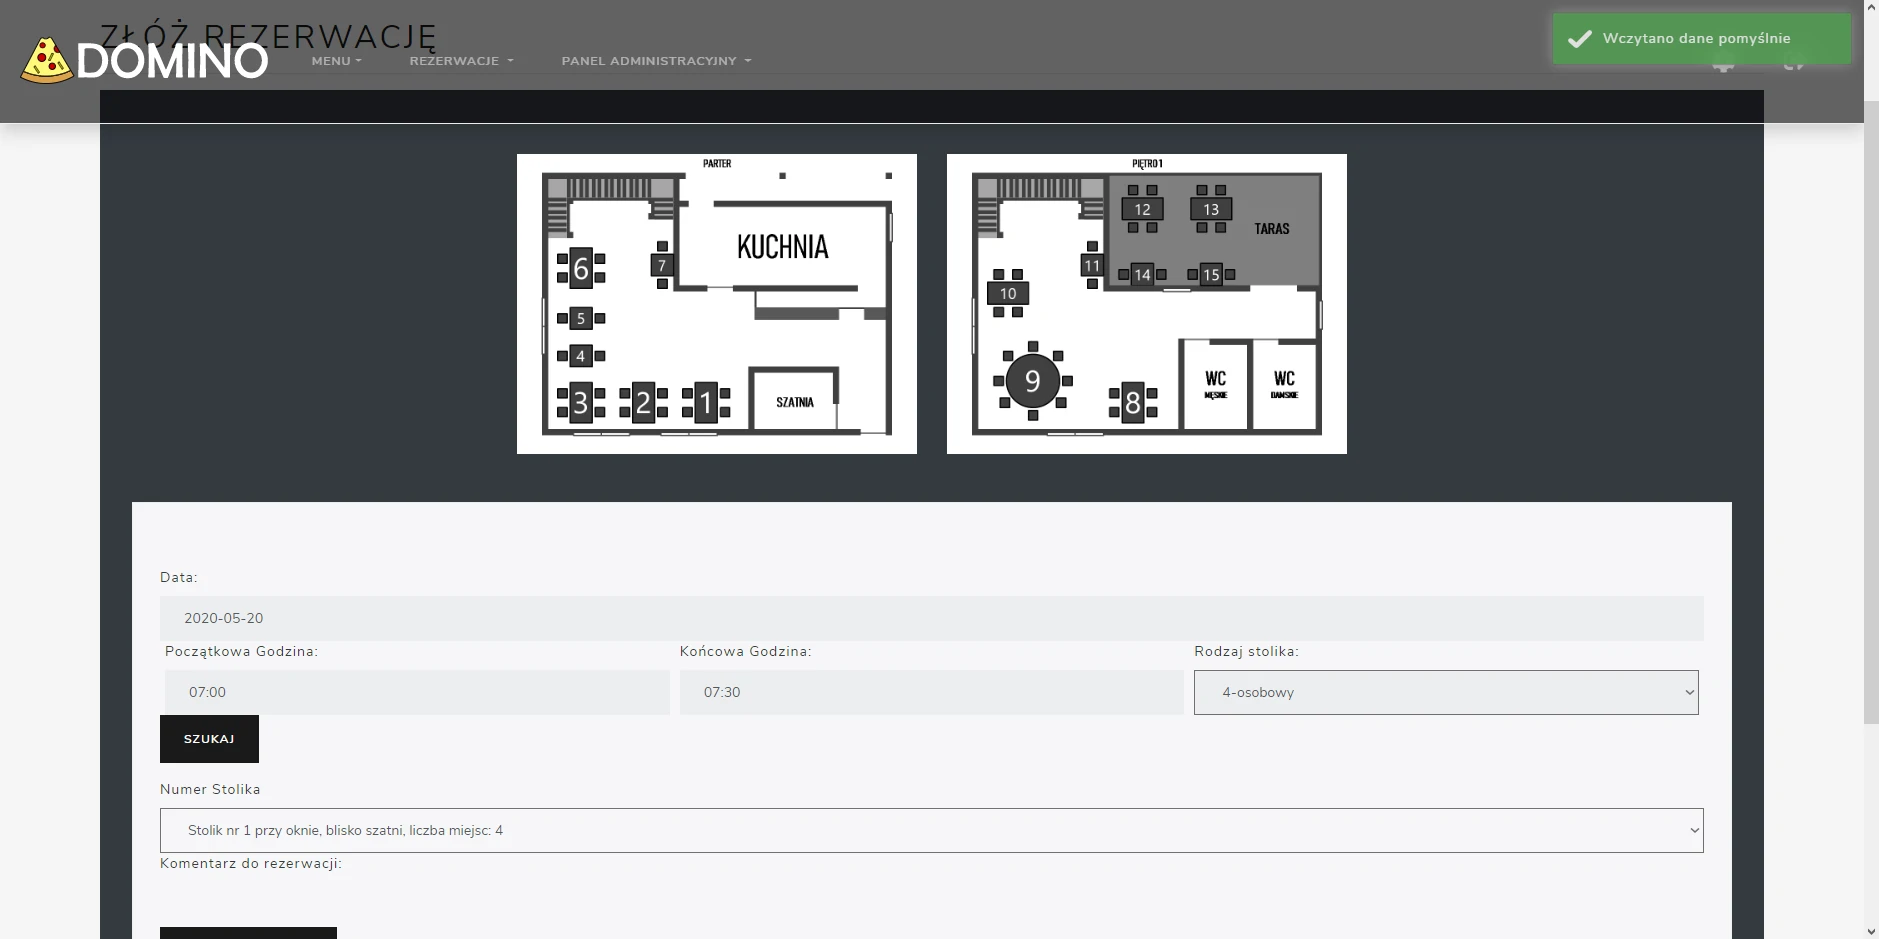 ZŁÓŻ REZERWACJĘ
DOMINO
MENU
REZERWACJE
PANEL ADMINISTRACYJNY
Wczytano dane pomyślnie
PARTER
KUCHNIA
6
7
5
4
3
2
1
SZATNIA
PIĘTRO 1
12
13
TARAS
11
14
15
10
9
8
WC
MĘSKIE
WC
DAMSKIE
Data:
2020-05-20
Początkowa Godzina:
Końcowa Godzina:
Rodzaj stolika:
07:00
07:30
4-osobowy
SZUKAJ
Numer Stolika
Stolik nr 1 przy oknie, blisko szatni, liczba miejsc: 4
Komentarz do rezerwacji: